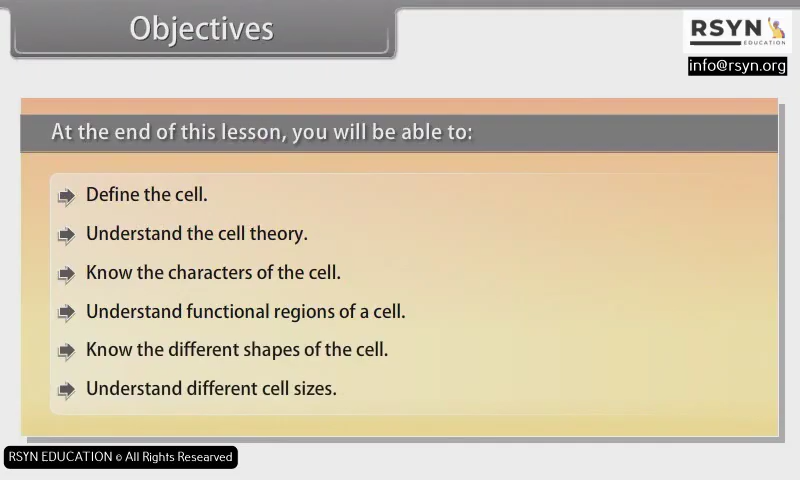 Objectives
RSYN
EDUCATION
info@rsyn.org
At the end of this lesson, you will be able to:
Define the cell.
Understand the cell theory.
Know the characters of the cell.
Understand functional regions of a cell.
Know the different shapes of the cell.
Understand different cell sizes.
RSYN EDUCATION © All Rights Researved